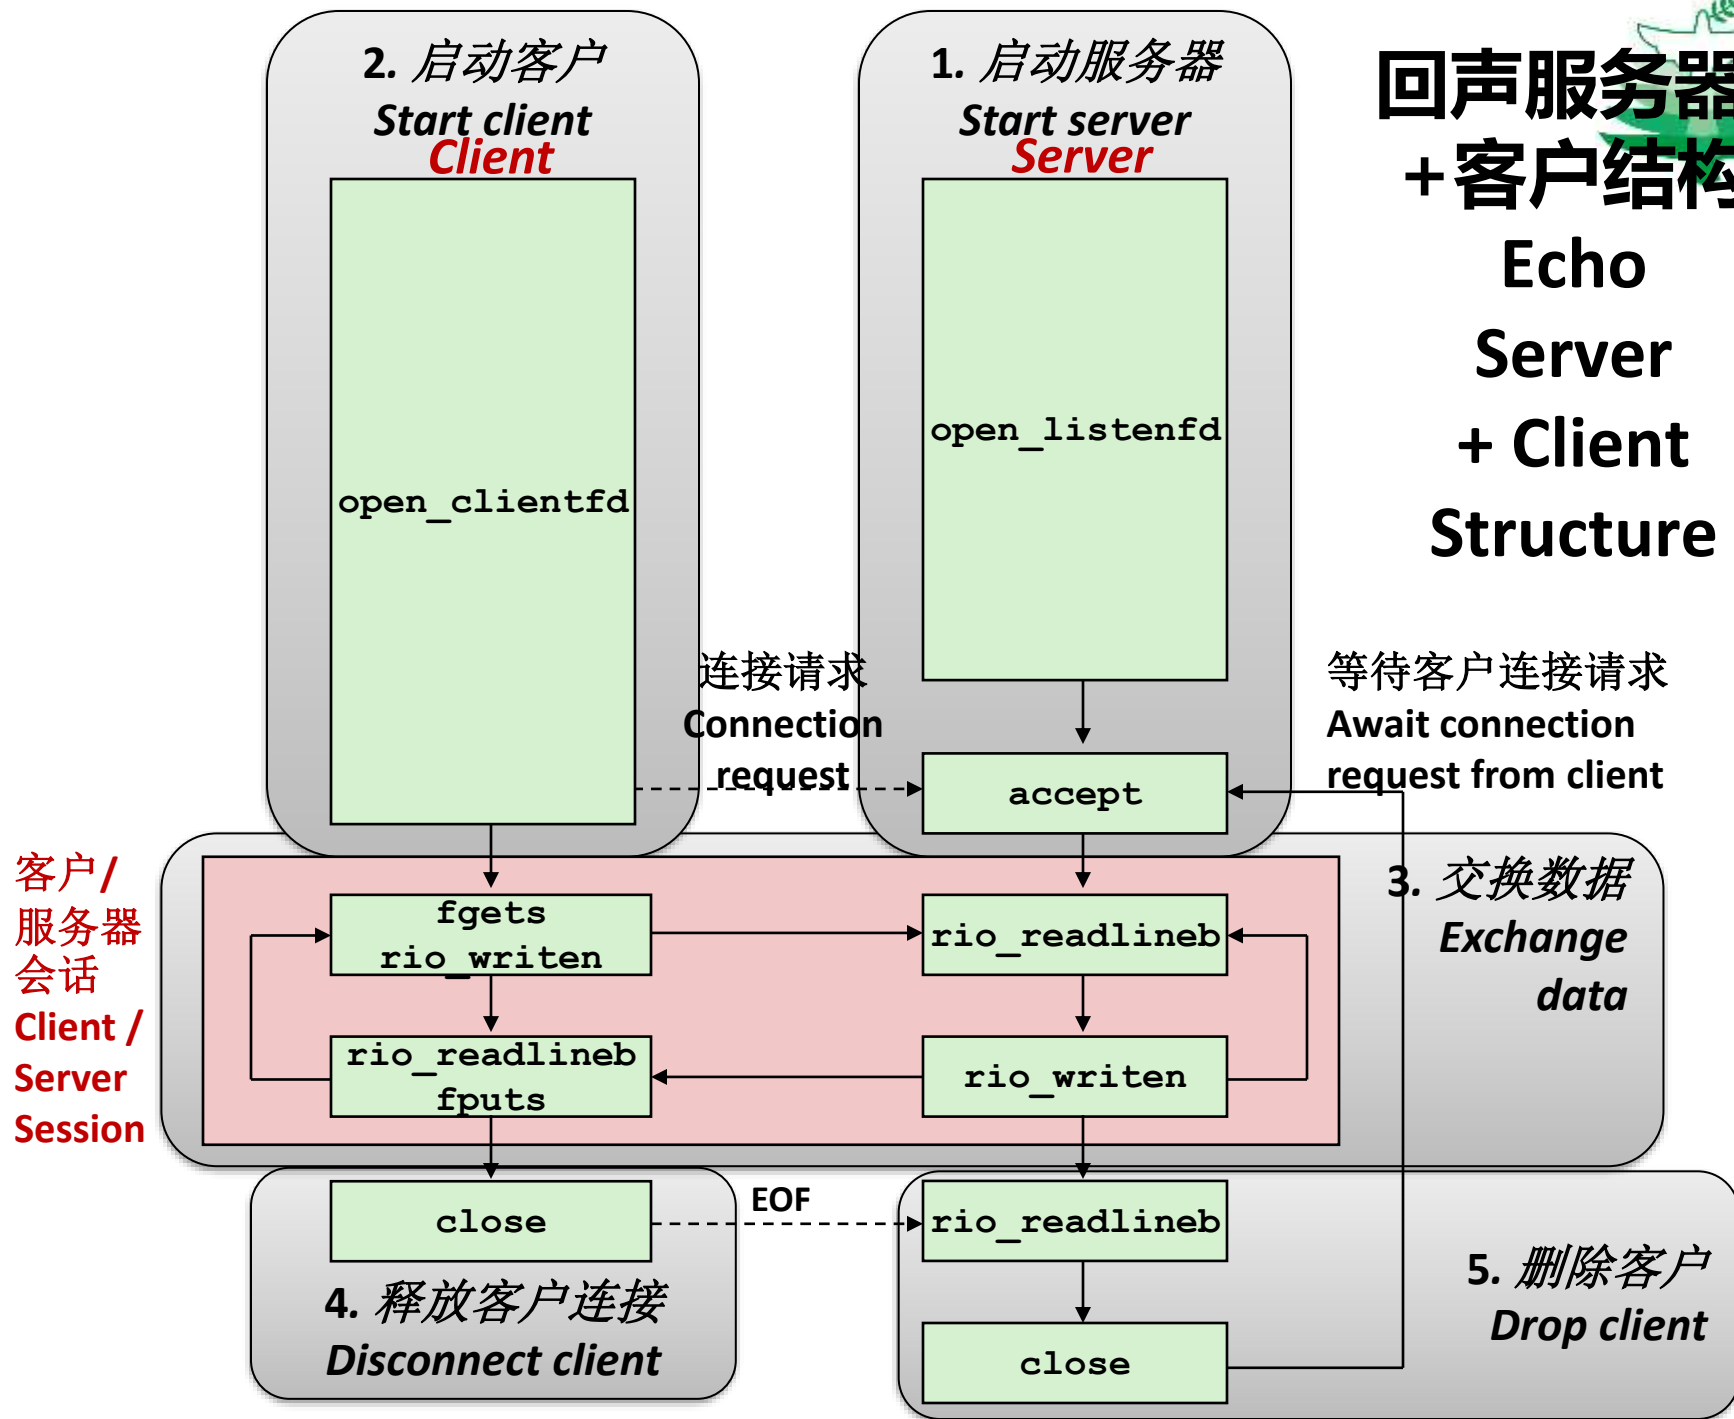 回声服务器
+客户结构
Echo
Server
+ Client
Structure
2. 启动客户
Start client
Client
open_clientfd
1. 启动服务器
Start server
Server
open_listenfd
连接请求
Connection
request
accept
等待客户连接请求
Await connection
request from client
客户/
服务器
会话
Client /
Server
Session
3. 交换数据
Exchange
data
fgets
rio_writen
rio_readlineb
rio_readlineb
fputs
rio_writen
close
EOF
rio_readlineb
4. 释放客户连接
Disconnect client
5. 删除客户
Drop client
close